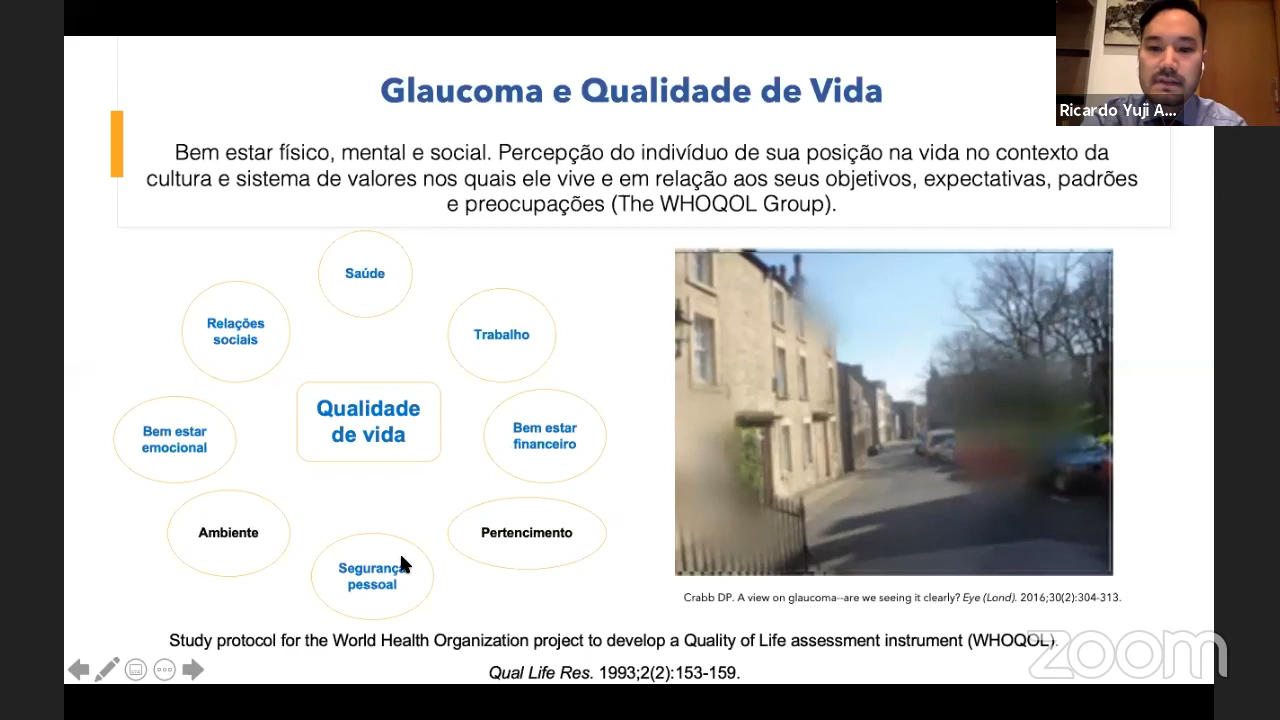 Glaucoma e Qualidade de Vida
Ricardo Yuji A...
Bem estar físico, mental e social. Percepção do indivíduo de sua posição na vida no contexto da
cultura e sistema de valores nos quais ele vive e em relação aos seus objetivos, expectativas, padrões
e preocupações (The WHOQOL Group).
Saúde
Relações
sociais
Trabalho
Qualidade
de vida
Bem estar
emocional
Bem estar
financeiro
Ambiente
Pertencimento
Segurança
pessoal
Crabb DP. A view on glaucoma--are we seeing it clearly? Eye (Lond). 2016;30(2):304-313.
Study protocol for the World Health Organization project to develop a Quality of Life assessment instrument (WHOQOL).
Qual Life Res. 1993;2(2):153-159.
zoom